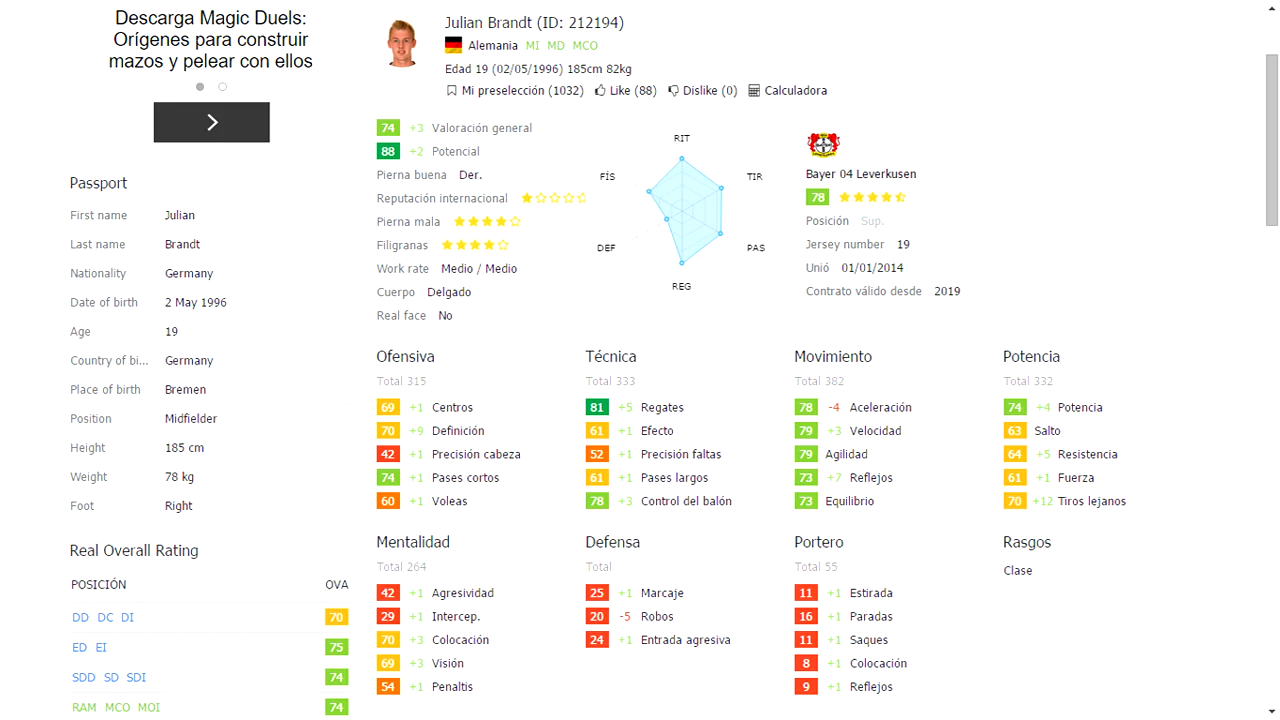 Descarga Magic Duels:
Orígenes para construir
mazos y pelear con ellos
Passport
First name Julian
Last name Brandt
Nationality Germany
Date of birth 2 May 1996
Age 19
Country of bi... Germany
Place of birth Bremen
Position Midfielder
Height 185 cm
Weight 78 kg
Foot Right
Real Overall Rating
POSICIÓN OVA
DD DC DI 70
ED EI 75
SDD SD SDI 74
RAM MCO MOI 74
Julian Brandt (ID: 212194)
Alemania MI MD MCO
Edad 19 (02/05/1996) 185cm 82kg
Mi preselección (1032) Like (88) Dislike (0) Calculadora
74 +3 Valoración general
88 +2 Potencial
Pierna buena Der.
Reputación internacional
Pierna mala
Filigranas
Work rate Medio / Medio
Cuerpo Delgado
Real face No
RIT
FÍS TIR
DEF PAS
REG
Bayer 04 Leverkusen
78
Posición Sup.
Jersey number 19
Unió 01/01/2014
Contrato válido desde 2019
Ofensiva
Total 315
69 +1 Centros
70 +9 Definición
42 +1 Precisión cabeza
74 +1 Pases cortos
60 +1 Voleas
Técnica
Total 333
81 +5 Regates
61 +1 Efecto
52 +1 Precisión faltas
61 +1 Pases largos
78 +3 Control del balón
Movimiento
Total 382
78 -4 Aceleración
79 +3 Velocidad
79 Agilidad
73 +7 Reflejos
73 Equilibrio
Potencia
Total 332
74 +4 Potencia
63 Salto
64 +5 Resistencia
61 +1 Fuerza
70 +12 Tiros lejanos
Mentalidad
Total 264
42 +1 Agresividad
29 +1 Intercep.
70 +3 Colocación
69 +3 Visión
54 +1 Penaltis
Defensa
Total
25 +1 Marcaje
20 -5 Robos
24 +1 Entrada agresiva
Portero
Total 55
11 +1 Estirada
16 +1 Paradas
11 +1 Saques
8 +1 Colocación
9 +1 Reflejos
Rasgos
Clase